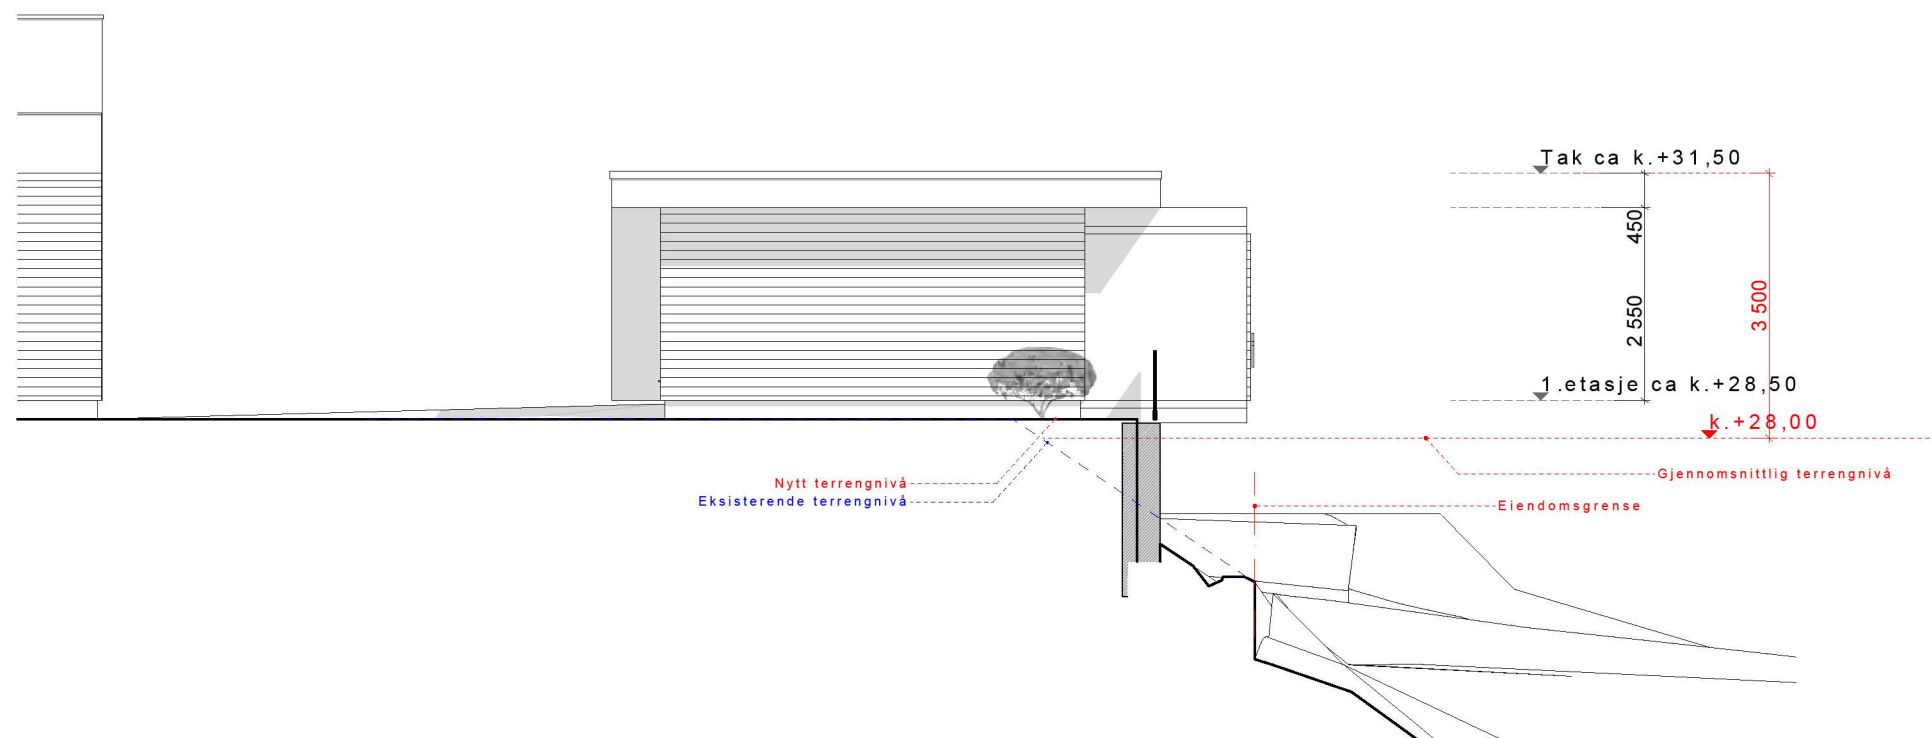 Tak ca k.+31,50
450
2 550
3 500
1.etasje ca k.+28,50
k.+28,00
Gjennomsnittlig terrengnivå
Nytt terrengnivå
Eksisterende terrengnivå
Eiendomsgrense